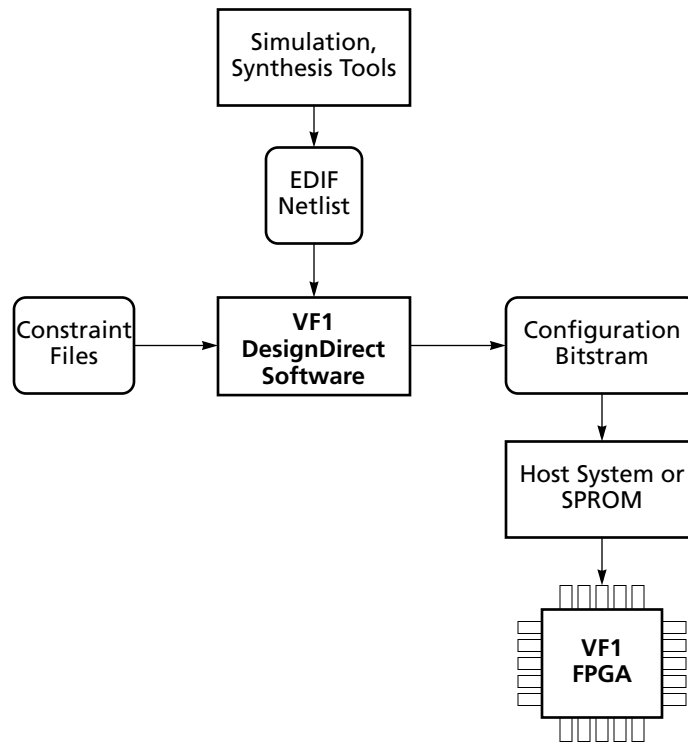 Simulation,
Synthesis Tools
EDIF
Netlist
Constraint
Files
VF1
DesignDirect
Software
Configuration
Bitstram
Host System or
SPROM
VF1
FPGA